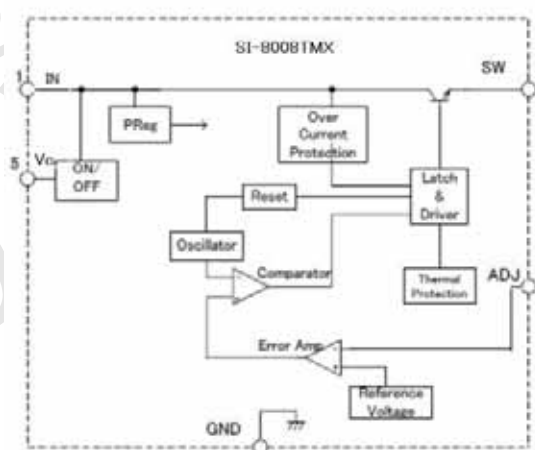 SI-8008TMX
1 IN
SW
PReg
Over
Current
Protection
5
ON/
OFF
Latch
&
Driver
Reset
Oscillator
Comparator
Thermal
Protection
ADJ
Error Amp
Reference
Voltage
GND